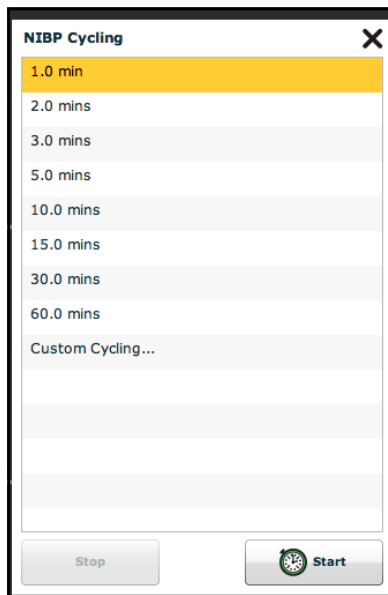 NIBP Cycling
1.0 min
2.0 mins
3.0 mins
5.0 mins
10.0 mins
15.0 mins
30.0 mins
60.0 mins
Custom Cycling...
Stop
Start